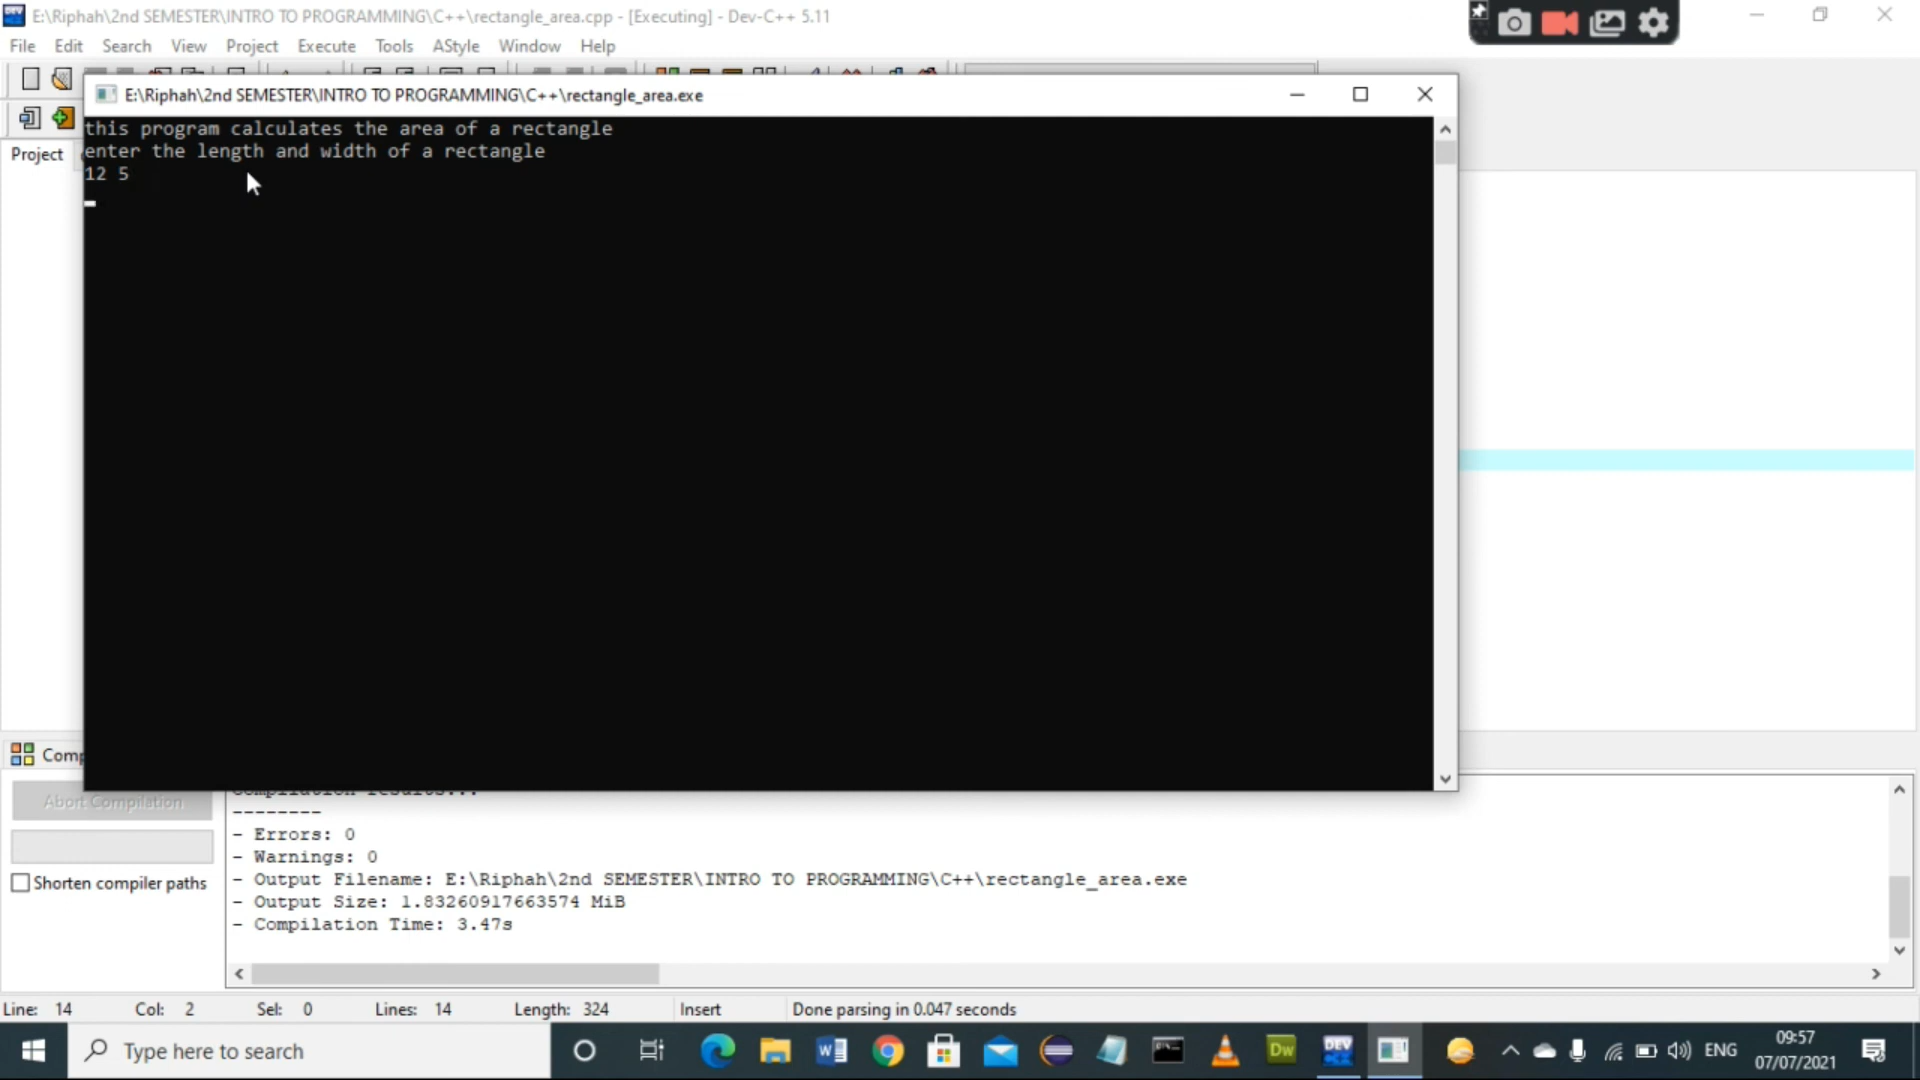 E:\Riphah\2nd SEMESTER\INTRO TO PROGRAMMING\C++\rectangle_area.cpp - [Executing] - Dev-C++ 5.11
File Edit Search View Project Execute Tools AStyle Window Help
E:\Riphah\2nd SEMESTER\INTRO TO PROGRAMMING\C++\rectangle_area.exe
this program calculates the area of a rectangle
enter the length and width of a rectangle
12 5
Project
Comp
Abort Compilation
Shorten compiler paths
Compilation results...
--------
- Errors: 0
- Warnings: 0
- Output Filename: E:\Riphah\2nd SEMESTER\INTRO TO PROGRAMMING\C++\rectangle_area.exe
- Output Size: 1.83260917663574 MiB
- Compilation Time: 3.47s
Line: 14 Col: 2 Sel: 0 Lines: 14 Length: 324 Insert Done parsing in 0.047 seconds
Type here to search
Dw
DEV
ENG
09:57
07/07/2021